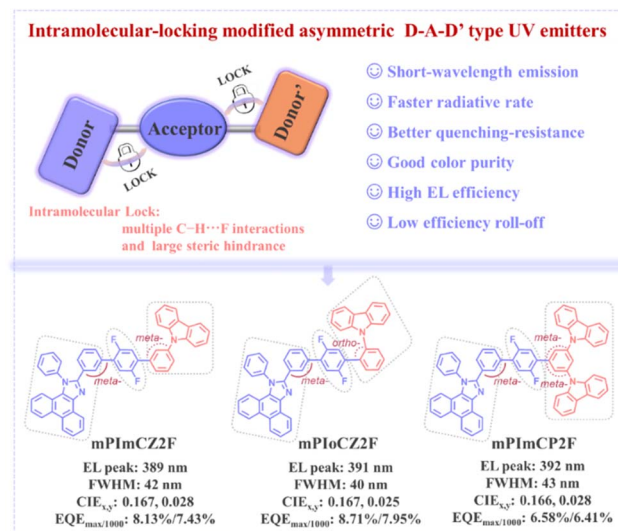 Intramolecular-locking modified asymmetric D-A-D' type UV emitters
LOCK
Donor
Acceptor
Donor'
LOCK
Intramolecular Lock:
multiple C−H···F interactions
and large steric hindrance
Short-wavelength emission
Faster radiative rate
Better quenching-resistance
Good color purity
High EL efficiency
Low efficiency roll-off
N
meta-
F
N
N
meta-
F
mPImCZ2F
EL peak: 389 nm
FWHM: 42 nm
CIEx,y: 0.167, 0.028
EQEmax/1000: 8.13%/7.43%
N
ortho-
F
N
N
meta-
F
mPIoCZ2F
EL peak: 391 nm
FWHM: 40 nm
CIEx,y: 0.167, 0.025
EQEmax/1000: 8.71%/7.95%
N
meta-
F
N
N
meta-
F
meta-
N
mPImCP2F
EL peak: 392 nm
FWHM: 43 nm
CIEx,y: 0.166, 0.028
EQEmax/1000: 6.58%/6.41%